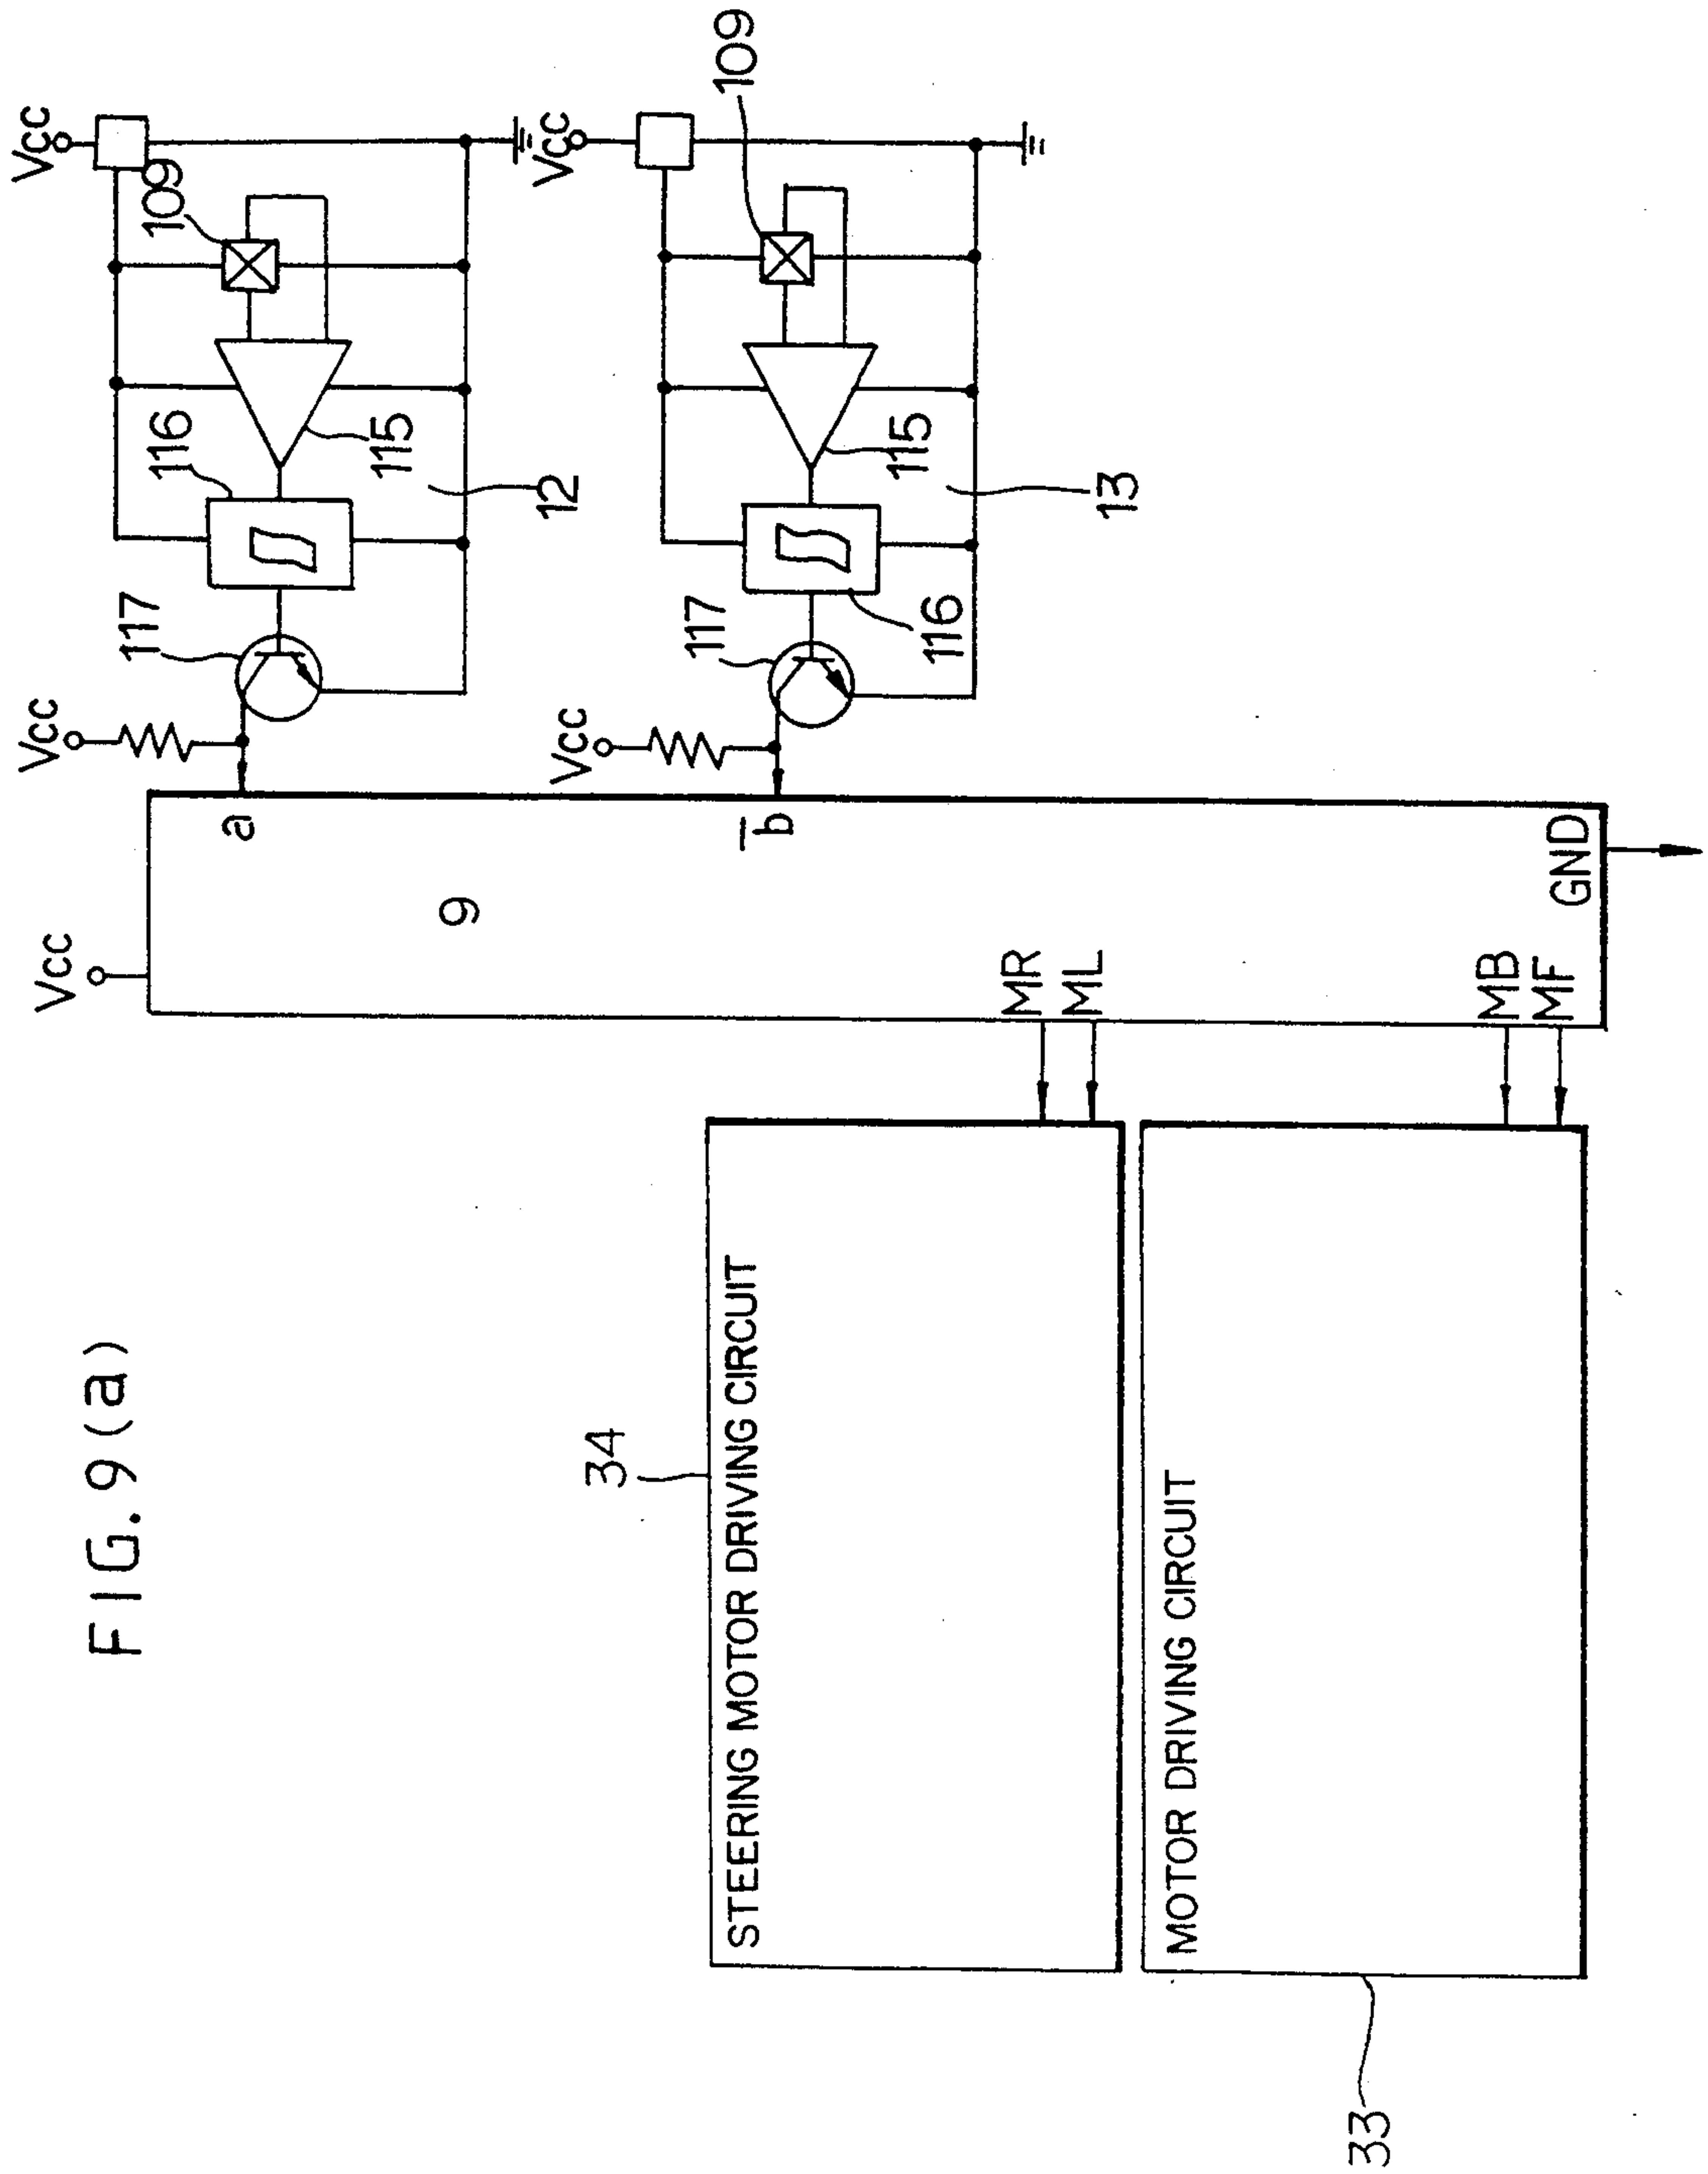 FIG. 9 (a)
34
STEERING MOTOR DRIVING CIRCUIT
33
MOTOR DRIVING CIRCUIT
MR
ML
MB
MF
Vcc
9
a
b̅
GND
Vcc
117
116
115
12
109
Vcc
Vcc
117
116
115
13
109
Vcc